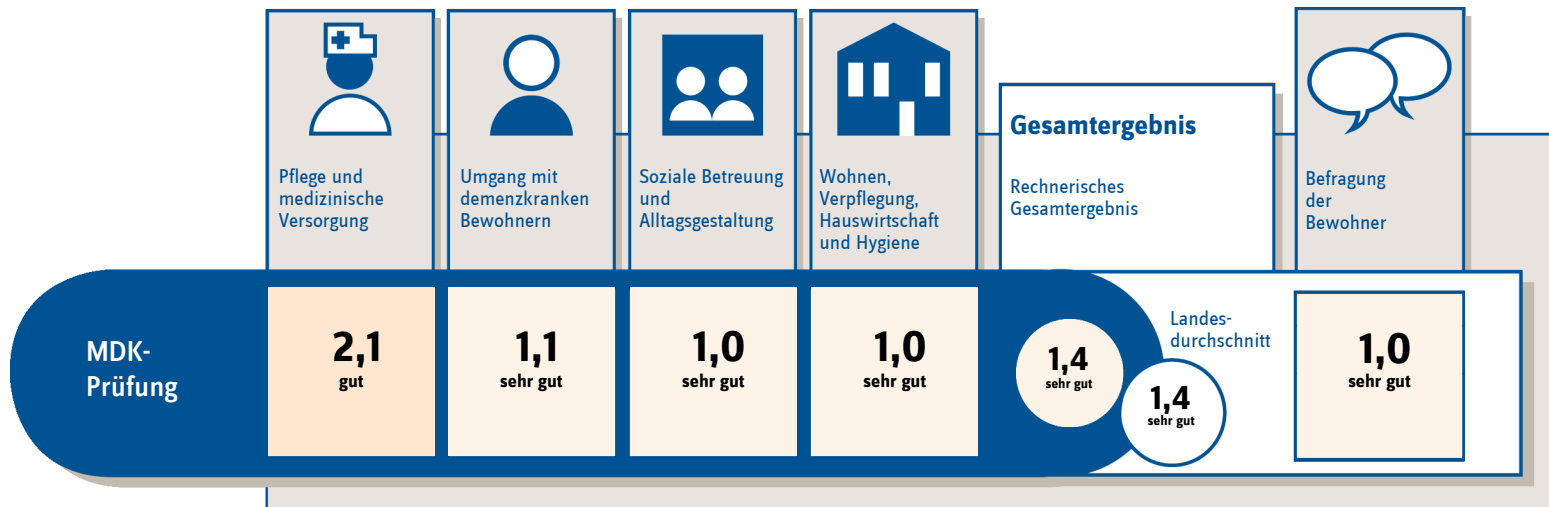 Pflege und
medizinische
Versorgung
Umgang mit
demenzkranken
Bewohnern
Soziale Betreuung
und
Alltagsgestaltung
Wohnen,
Verpflegung,
Hauswirtschaft
und Hygiene
Gesamtergebnis
Rechnerisches
Gesamtergebnis
Befragung
der
Bewohner
MDK-
Prüfung
2,1
gut
1,1
sehr gut
1,0
sehr gut
1,0
sehr gut
1,4
sehr gut
Landes-
durchschnitt
1,4
sehr gut
1,0
sehr gut